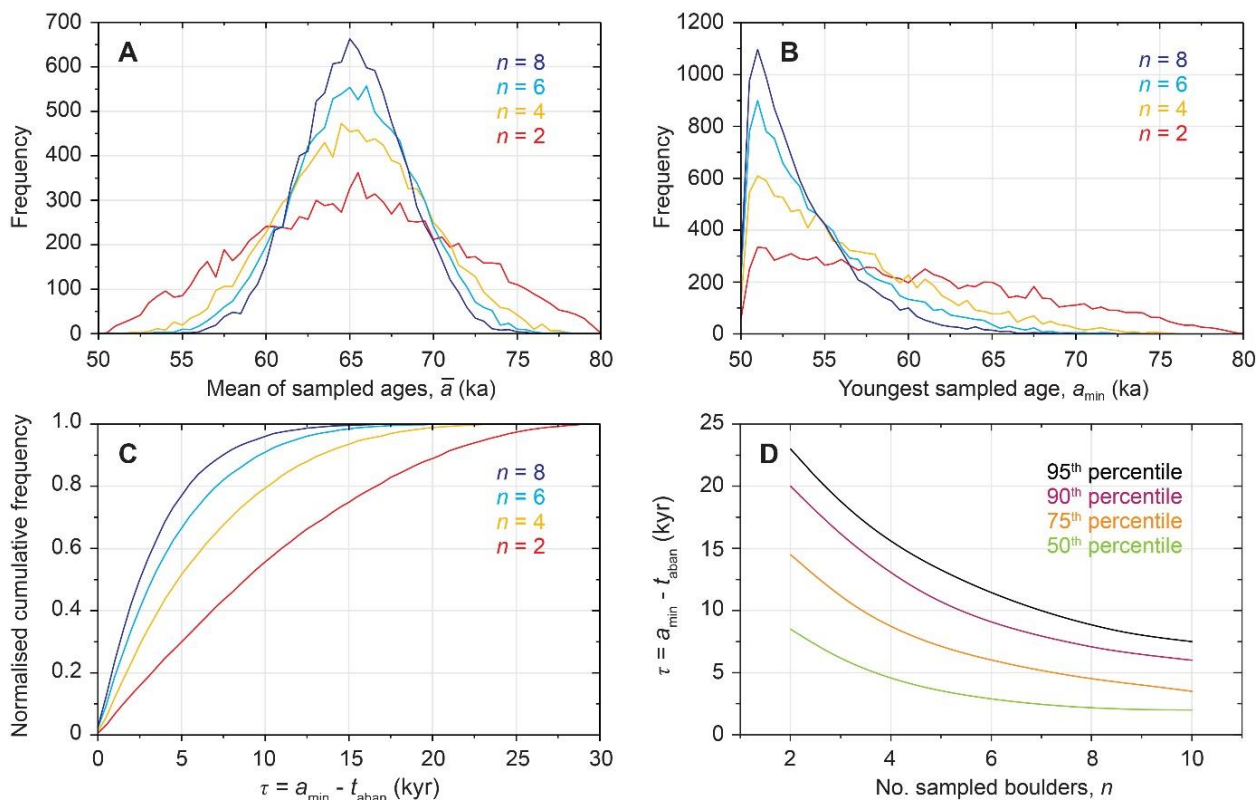 A
n = 8
n = 6
n = 4
n = 2
700
600
500
400
300
200
100
0
Frequency
50 55 60 65 70 75 80
Mean of sampled ages, a̅ (ka)
B
n = 8
n = 6
n = 4
n = 2
1200
1000
800
600
400
200
0
Frequency
50 55 60 65 70 75 80
Youngest sampled age, amin (ka)
C
n = 8
n = 6
n = 4
n = 2
1.0
0.8
0.6
0.4
0.2
0
Normalised cumulative frequency
0 5 10 15 20 25 30
τ = amin - taban (kyr)
D
95th percentile
90th percentile
75th percentile
50th percentile
25
20
15
10
5
0
τ = amin - taban (kyr)
2 4 6 8 10
No. sampled boulders, n